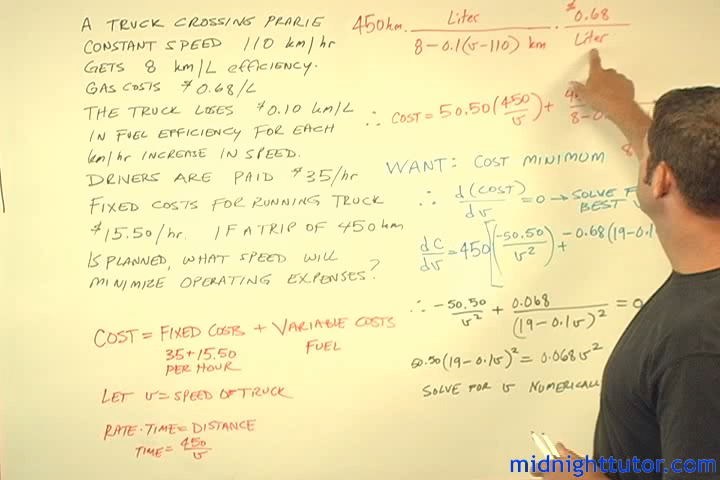 A TRUCK CROSSING PRARIE
CONSTANT SPEED 110 km/hr
GETS 8 km/L EFFICIENCY.
GAS COSTS $0.68/L
THE TRUCK LOSES $0.10 km/L
IN FUEL EFFICIENCY FOR EACH
km/hr INCREASE IN SPEED.
DRIVERS ARE PAID $35/hr
FIXED COSTS FOR RUNNING TRUCK
$15.50/hr. IF A TRIP OF 450 km
IS PLANNED, WHAT SPEED WILL
MINIMIZE OPERATING EXPENSES?
COST = FIXED COSTS + VARIABLE COSTS
35+15.50 FUEL
PER HOUR
LET v = SPEED OF TRUCK
RATE · TIME = DISTANCE
TIME = 450/v
450 km · Liter/(8 - 0.1(v-110) km) · $0.68/Liter
∴ COST = 50.50(450/v) +
WANT: COST MINIMUM
∴ d(COST)/dv = 0 → SOLVE
BEST
dC/dv = 450[-50.50/v² + -0.68(19-0.1
∴ -50.50/v² + 0.068/(19-0.1v)² = 0
50.50(19-0.1v)² = 0.068v²
SOLVE FOR v NUMERICALL
midnighttutor.com